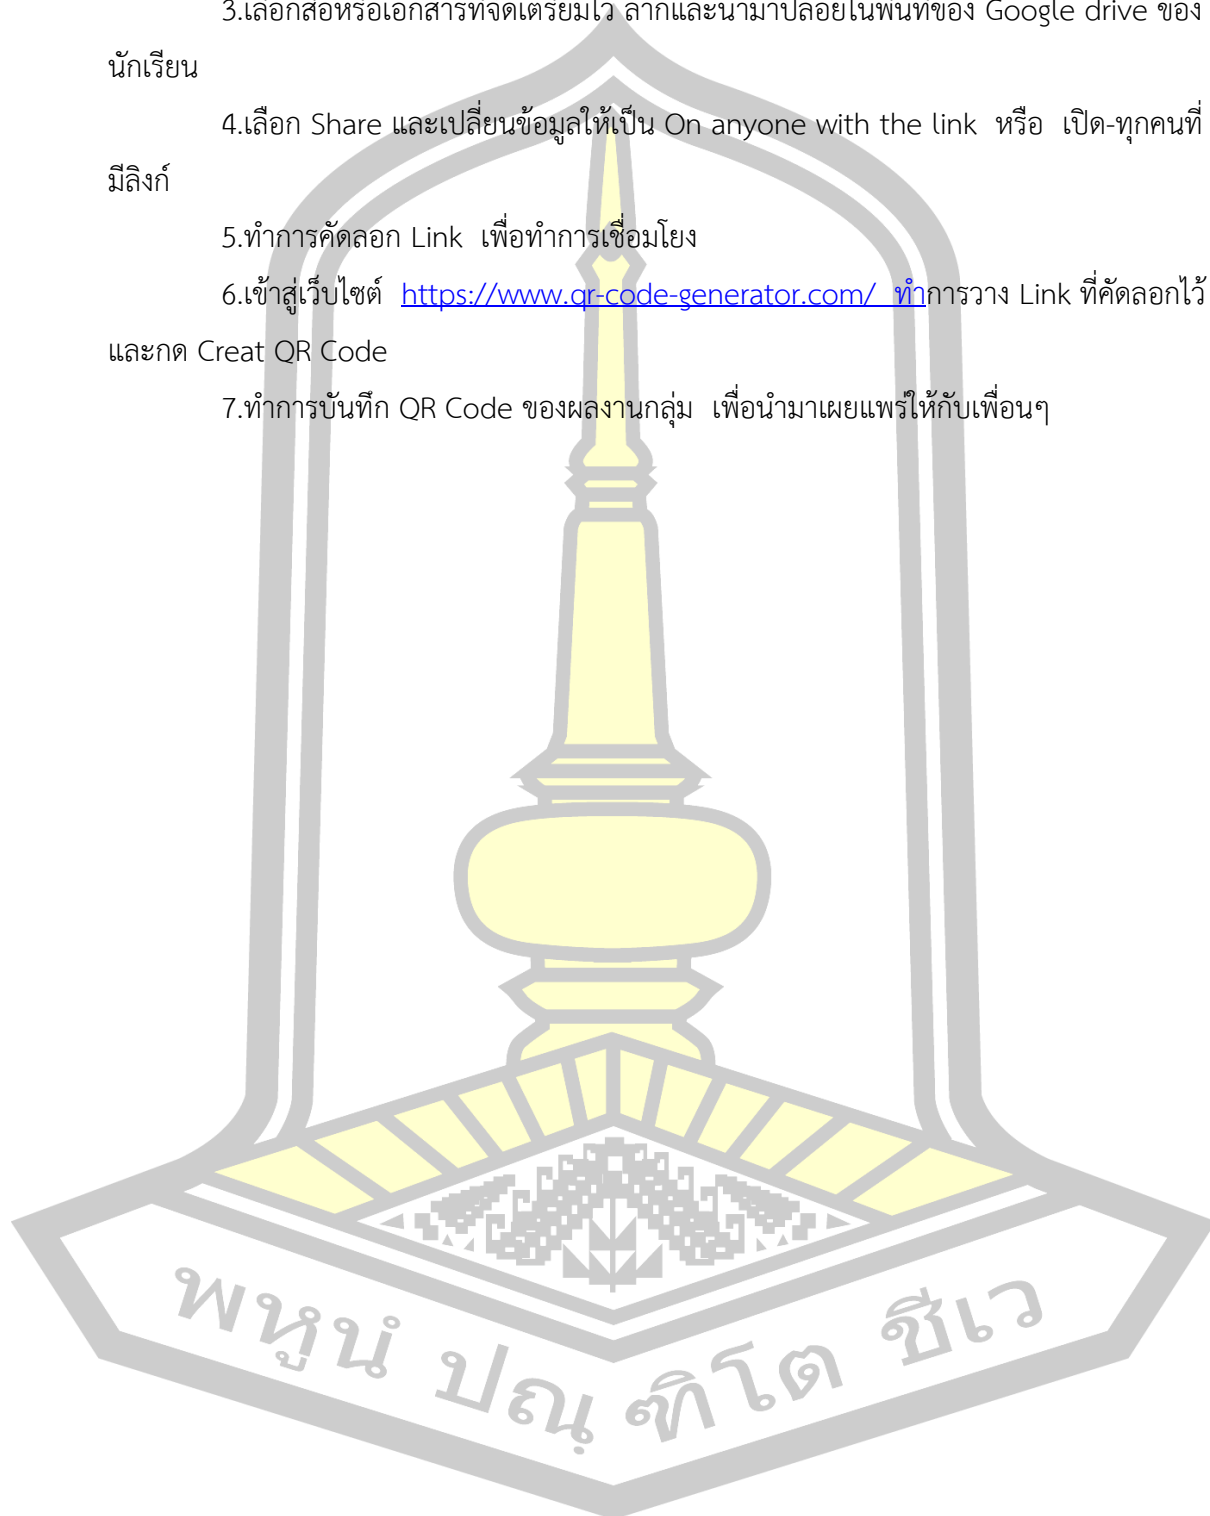 3.เลือกสื่อหรือเอกสารที่จัดเตรียมไว้ ลากและนำมาปล่อยในพื้นที่ของ Google drive ของ
นักเรียน
4.เลือก Share และเปลี่ยนข้อมูลให้เป็น On anyone with the link หรือ เปิด-ทุกคนที่
มีลิงก์
5.ทำการคัดลอก Link เพื่อทำการเชื่อมโยง
6.เข้าสู่เว็บไซต์ https://www.qr-code-generator.com/ ทำการวาง Link ที่คัดลอกไว้
และกด Creat QR Code
7.ทำการบันทึก QR Code ของผลงานกลุ่ม เพื่อนำมาเผยแพร่ให้กับเพื่อนๆ
พหูนํ ปณฺฑิโต ชีเว